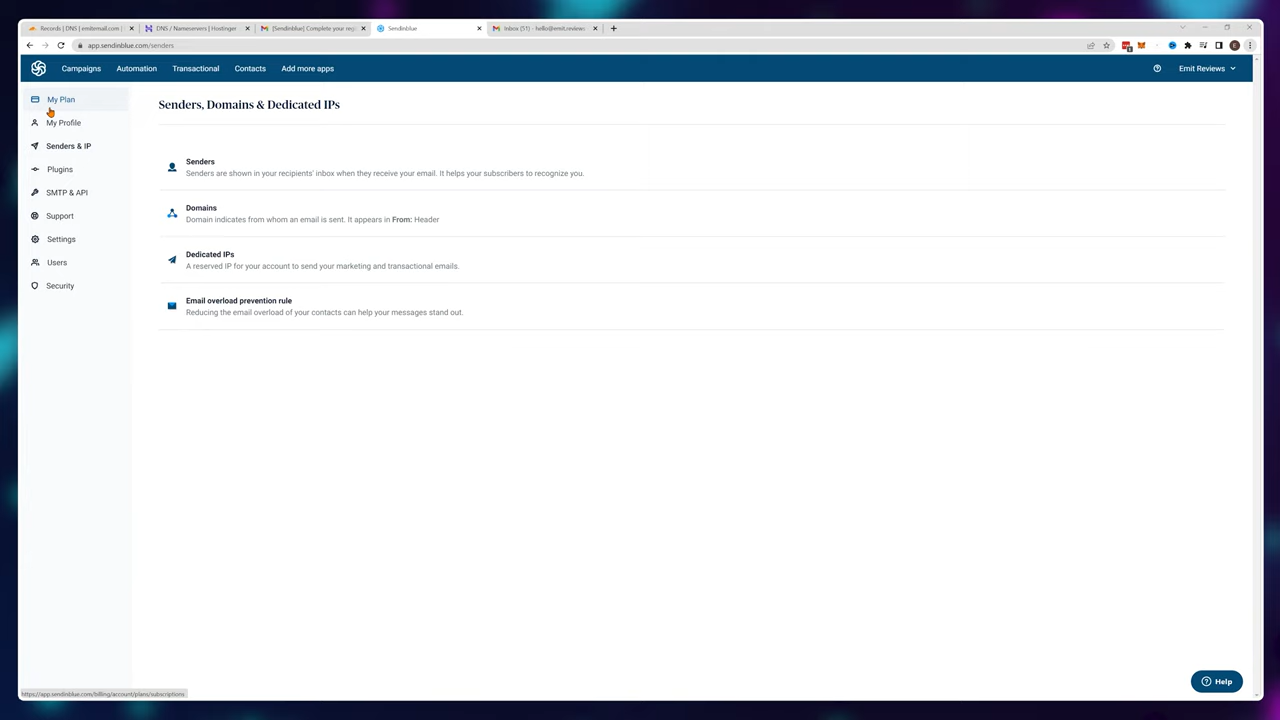 Records | DNS | emitemail.com |
DNS / Nameservers | Hostinger
[Sendinblue] Complete your regi
Sendinblue
Inbox (51) - hello@emit.reviews
app.sendinblue.com/senders
Campaigns
Automation
Transactional
Contacts
Add more apps
Emit Reviews
My Plan
My Profile
Senders & IP
Plugins
SMTP & API
Support
Settings
Users
Security
Senders, Domains & Dedicated IPs
Senders
Senders are shown in your recipients' inbox when they receive your email. It helps your subscribers to recognize you.
Domains
Domain indicates from whom an email is sent. It appears in From: Header
Dedicated IPs
A reserved IP for your account to send your marketing and transactional emails.
Email overload prevention rule
Reducing the email overload of your contacts can help your messages stand out.
Help
https://app.sendinblue.com/billing/account/plans/subscriptions